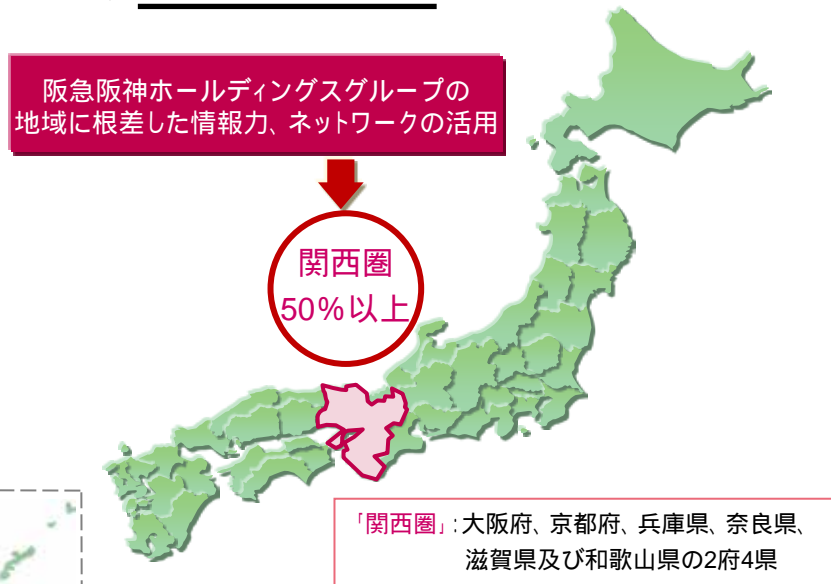 阪急阪神ホールディングスグループの
地域に根差した情報力、ネットワークの活用
関西圏
50%以上
「関西圏」：大阪府、京都府、兵庫県、奈良県、
滋賀県及び和歌山県の2府4県